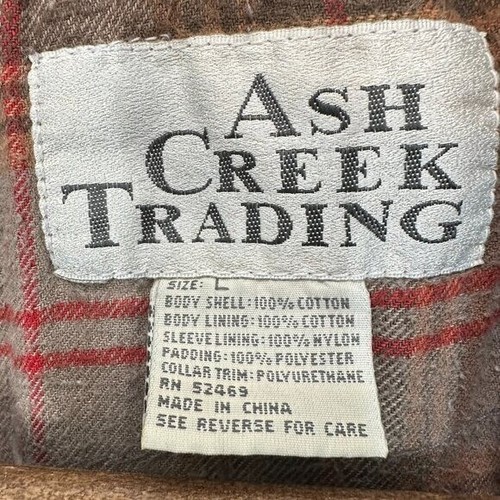 ASH
CREEK
TRADING
SIZE: L
BODY SHELL:100% COTTON
BODY LINING:100% COTTON
SLEEVE LINING:100% NYLON
PADDING:100% POLYESTER
COLLAR TRIM:POLYURETHANE
RN 52469
MADE IN CHINA
SEE REVERSE FOR CARE